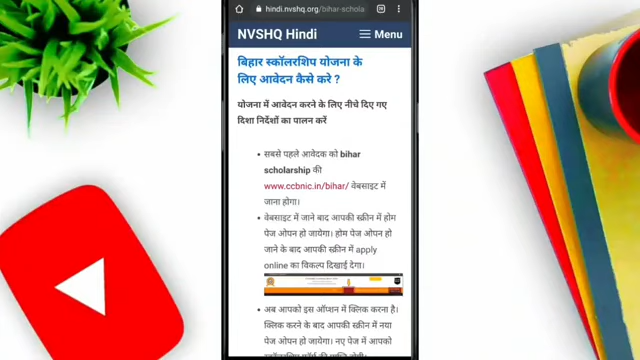 hindi.nvshq.org/bihar-schola
NVSHQ Hindi
Menu
बिहार स्कॉलरशिप योजना के
लिए आवेदन कैसे करे ?
योजना में आवेदन करने के लिए नीचे दिए गए
दिशा निर्देशों का पालन करें
• सबसे पहले आवेदक को bihar
scholarship की
www.ccbnic.in/bihar/ वेबसाइट में
जाना होगा।
• वेबसाइट में जाने बाद आपकी स्क्रीन में होम
पेज ओपन हो जायेगा। होम पेज ओपन हो
जाने के बाद आपकी स्क्रीन में apply
online का विकल्प दिखाई देगा।
• अब आपको इस ऑप्शन में क्लिक करना है।
क्लिक करने के बाद आपकी स्क्रीन में नया
पेज ओपन हो जायेगा। नए पेज में आपको